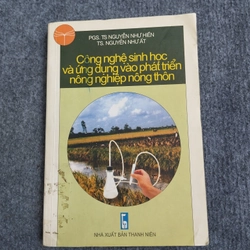 PGS. TS NGUYỄN NHƯ HIỀN
TS. NGUYỄN NHƯ ẤT
Công nghệ sinh học
và ứng dụng vào phát triển
nông nghiệp nông thôn
NHÀ XUẤT BẢN THANH NIÊN